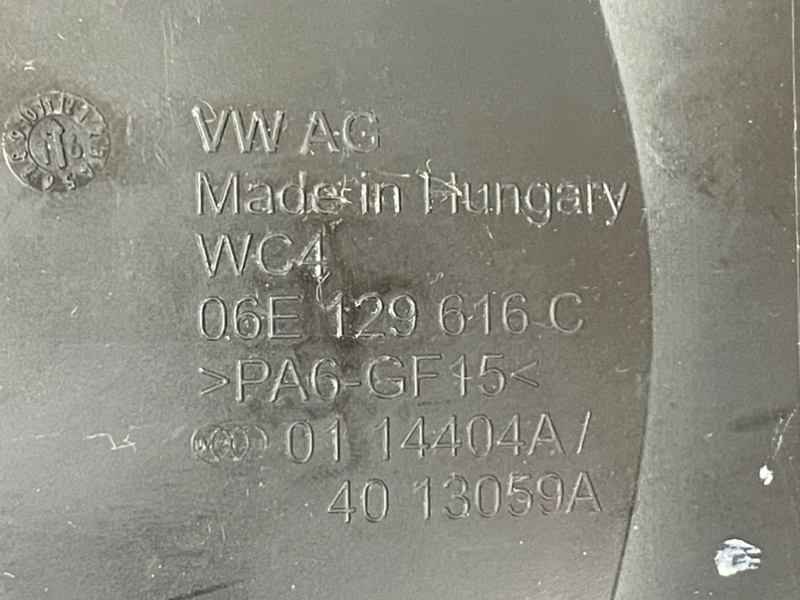 VW AG
Made in Hungary
WC4
06E 129 616 C
>PA6-GF15<
01 14404A /
40 13059A